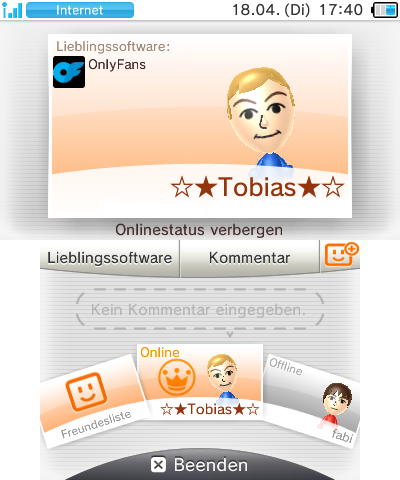 Internet
18.04. (Di) 17:40
Lieblingssoftware:
OnlyFans
☆★Tobias★☆
Onlinestatus verbergen
Lieblingssoftware
Kommentar
Kein Kommentar eingegeben.
Freundesliste
Online
☆★Tobias★☆
Offline
fabi
Beenden